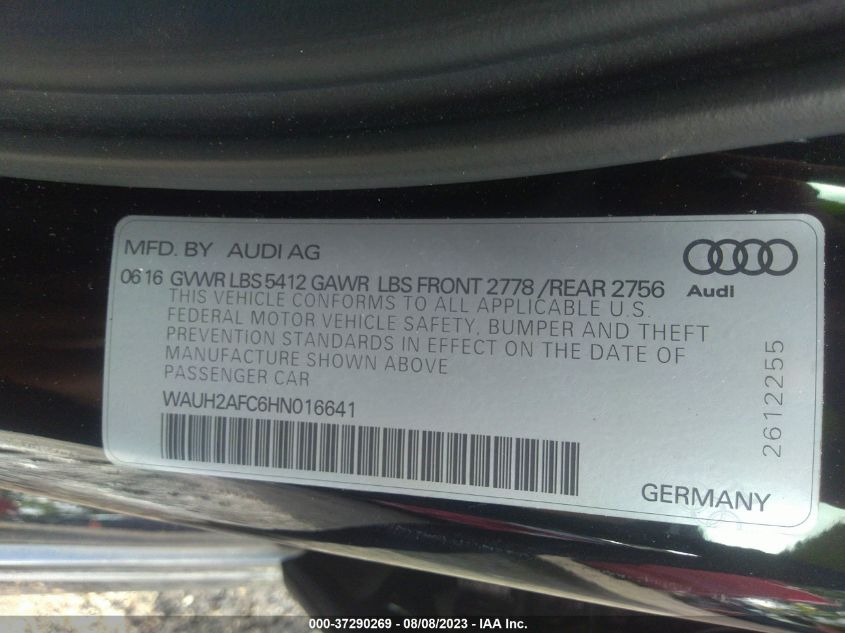 MFD. BY AUDI AG
0616 GVWR LBS 5412 GAWR LBS FRONT 2778 /REAR 2756
Audi
THIS VEHICLE CONFORMS TO ALL APPLICABLE U.S.
FEDERAL MOTOR VEHICLE SAFETY, BUMPER AND THEFT
PREVENTION STANDARDS IN EFFECT ON THE DATE OF
MANUFACTURE SHOWN ABOVE
PASSENGER CAR
WAUH2AFC6HN016641
2612255
GERMANY
000-37290269 - 08/08/2023 - IAA Inc.